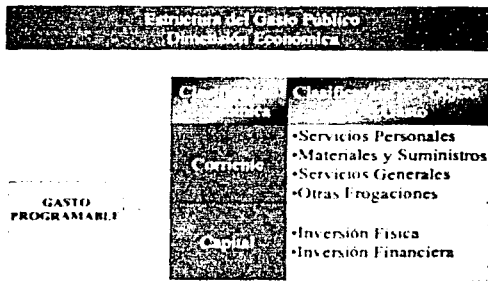 Estructura del Gasto Público
Dimensión Económica
Corriente
•Servicios Personales
•Materiales y Suministros
•Servicios Generales
•Otras Erogaciones
GASTO
PROGRAMABLE
Capital
•Inversión Física
•Inversión Financiera